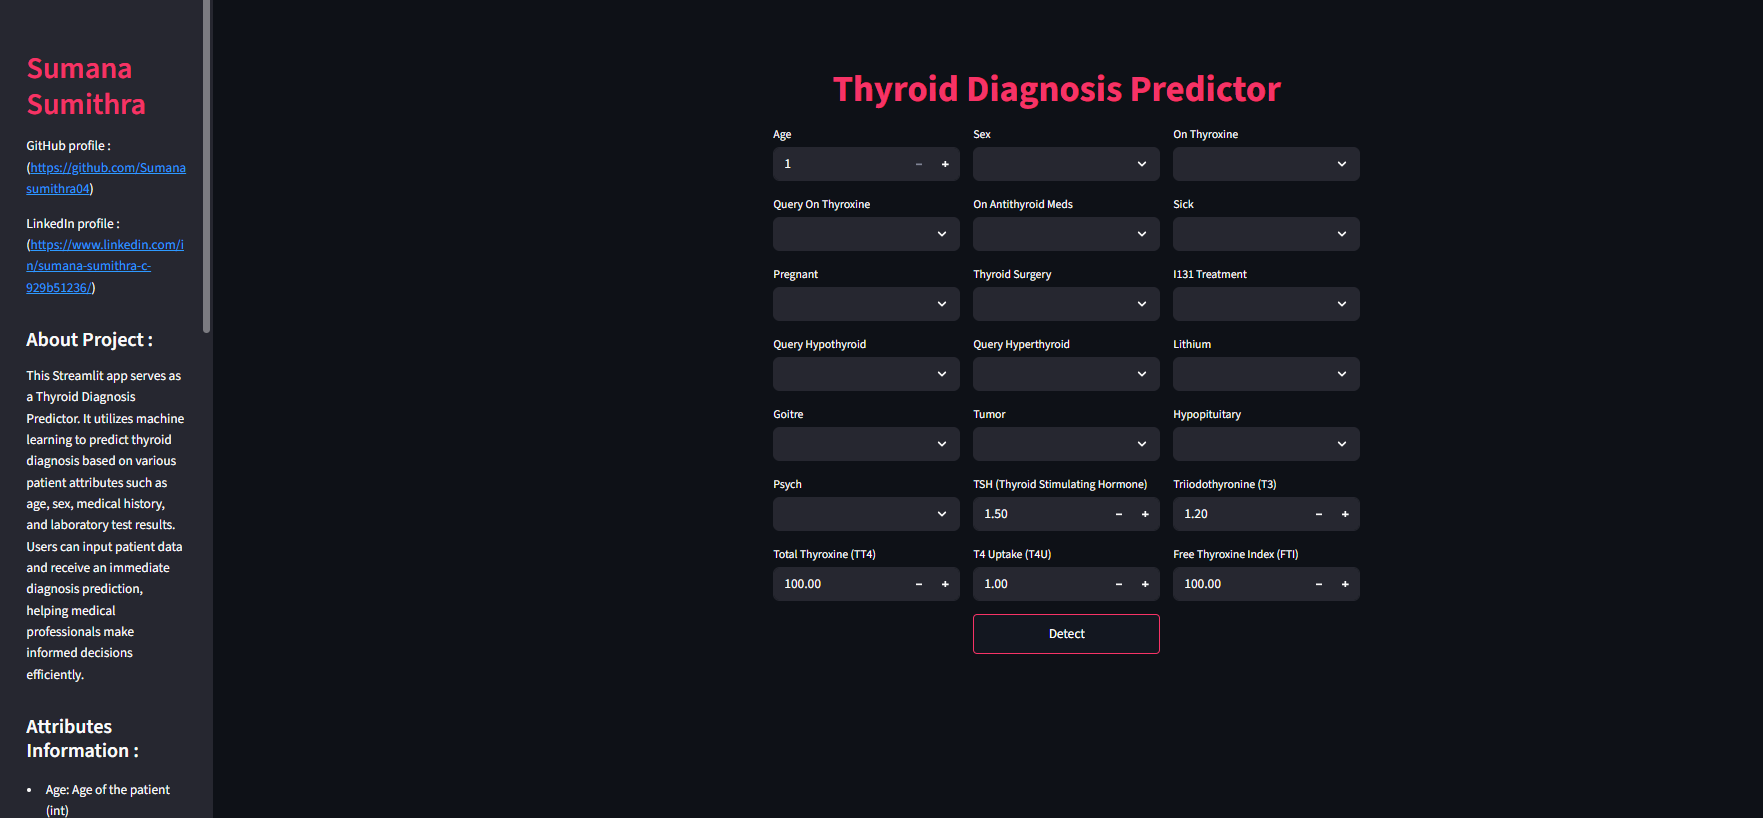 Sumana
Sumithra
GitHub profile :
(https://github.com/Sumana
sumithra04)
LinkedIn profile :
(https://www.linkedin.com/i
n/sumana-sumithra-c-
929b51236/)
About Project :
This Streamlit app serves as
a Thyroid Diagnosis
Predictor. It utilizes machine
learning to predict thyroid
diagnosis based on various
patient attributes such as
age, sex, medical history,
and laboratory test results.
Users can input patient data
and receive an immediate
diagnosis prediction,
helping medical
professionals make
informed decisions
efficiently.
Attributes
Information :
• Age: Age of the patient
(int)
Thyroid Diagnosis Predictor
Age Sex On Thyroxine
1
Query On Thyroxine On Antithyroid Meds Sick
Pregnant Thyroid Surgery I131 Treatment
Query Hypothyroid Query Hyperthyroid Lithium
Goitre Tumor Hypopituitary
Psych TSH (Thyroid Stimulating Hormone) Triiodothyronine (T3)
1.50 1.20
Total Thyroxine (TT4) T4 Uptake (T4U) Free Thyroxine Index (FTI)
100.00 1.00 100.00
Detect